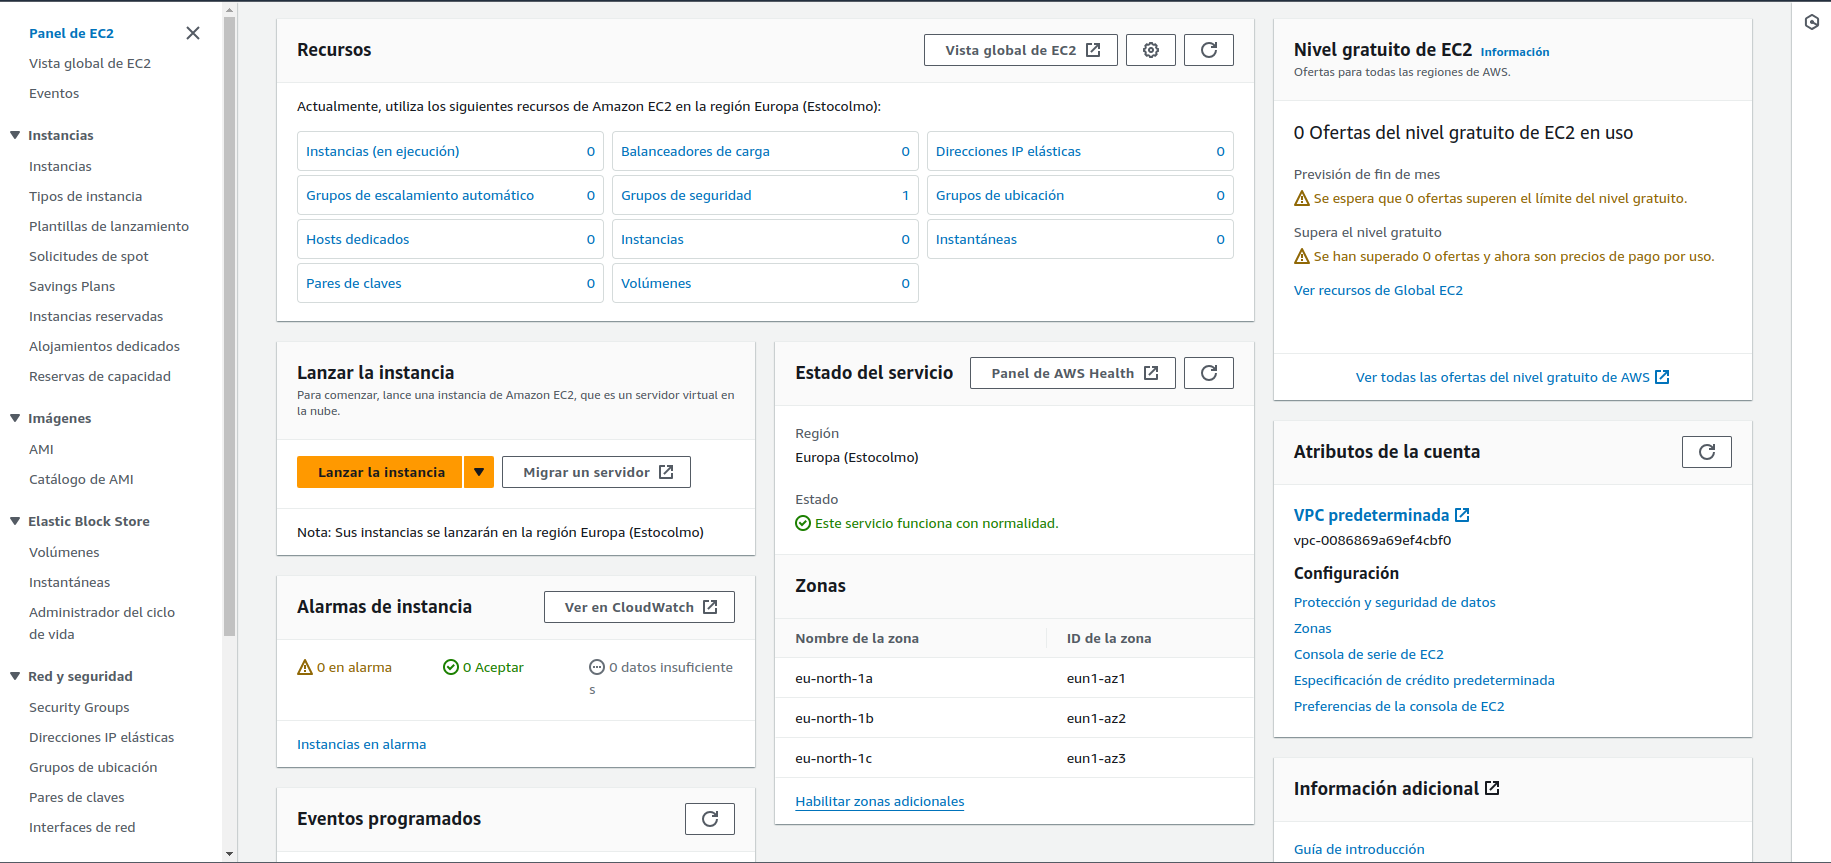 Panel de EC2
Vista global de EC2
Eventos
Instancias
Instancias
Tipos de instancia
Plantillas de lanzamiento
Solicitudes de spot
Savings Plans
Instancias reservadas
Alojamientos dedicados
Reservas de capacidad
Imágenes
AMI
Catálogo de AMI
Elastic Block Store
Volúmenes
Instantáneas
Administrador del ciclo
de vida
Red y seguridad
Security Groups
Direcciones IP elásticas
Grupos de ubicación
Pares de claves
Interfaces de red
Recursos
Vista global de EC2
Actualmente, utiliza los siguientes recursos de Amazon EC2 en la región Europa (Estocolmo):
Instancias (en ejecución) 0
Balanceadores de carga 0
Direcciones IP elásticas 0
Grupos de escalamiento automático 0
Grupos de seguridad 1
Grupos de ubicación 0
Hosts dedicados 0
Instancias 0
Instantáneas 0
Pares de claves 0
Volúmenes 0
Lanzar la instancia
Para comenzar, lance una instancia de Amazon EC2, que es un servidor virtual en
la nube.
Lanzar la instancia
Migrar un servidor
Nota: Sus instancias se lanzarán en la región Europa (Estocolmo)
Alarmas de instancia
Ver en CloudWatch
0 en alarma
0 Aceptar
0 datos insuficiente
s
Instancias en alarma
Eventos programados
Estado del servicio
Panel de AWS Health
Región
Europa (Estocolmo)
Estado
Este servicio funciona con normalidad.
Zonas
Nombre de la zona ID de la zona
eu-north-1a eun1-az1
eu-north-1b eun1-az2
eu-north-1c eun1-az3
Habilitar zonas adicionales
Nivel gratuito de EC2 Información
Ofertas para todas las regiones de AWS.
0 Ofertas del nivel gratuito de EC2 en uso
Previsión de fin de mes
Se espera que 0 ofertas superen el límite del nivel gratuito.
Supera el nivel gratuito
Se han superado 0 ofertas y ahora son precios de pago por uso.
Ver recursos de Global EC2
Ver todas las ofertas del nivel gratuito de AWS
Atributos de la cuenta
VPC predeterminada
vpc-0086869a69ef4cbf0
Configuración
Protección y seguridad de datos
Zonas
Consola de serie de EC2
Especificación de crédito predeterminada
Preferencias de la consola de EC2
Información adicional
Guía de introducción